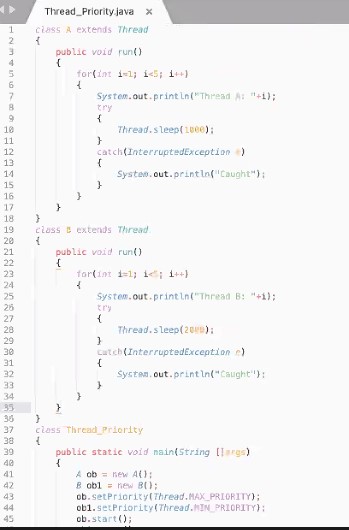 Thread_Priority.java ×
1 class A extends Thread
2 {
3 public void run()
4 {
5 for(int i=1; i<5; i++)
6 {
7 System.out.println("Thread A: "+i);
8 try
9 {
10 Thread.sleep(1000);
11 }
12 catch(InterruptedException e)
13 {
14 System.out.println("Caught");
15 }
16 }
17 }
18 }
19 class B extends Thread
20 {
21 public void run()
22 {
23 for(int i=1; i<5; i++)
24 {
25 System.out.println("Thread B: "+i);
26 try
27 {
28 Thread.sleep(2000);
29 }
30 catch(InterruptedException e)
31 {
32 System.out.println("Caught");
33 }
34 }
35 }
36 }
37 class Thread_Priority
38 {
39 public static void main(String []args)
40 {
41 A ob = new A();
42 B ob1 = new B();
43 ob.setPriority(Thread.MAX_PRIORITY);
44 ob1.setPriority(Thread.MIN_PRIORITY);
45 ob.start();